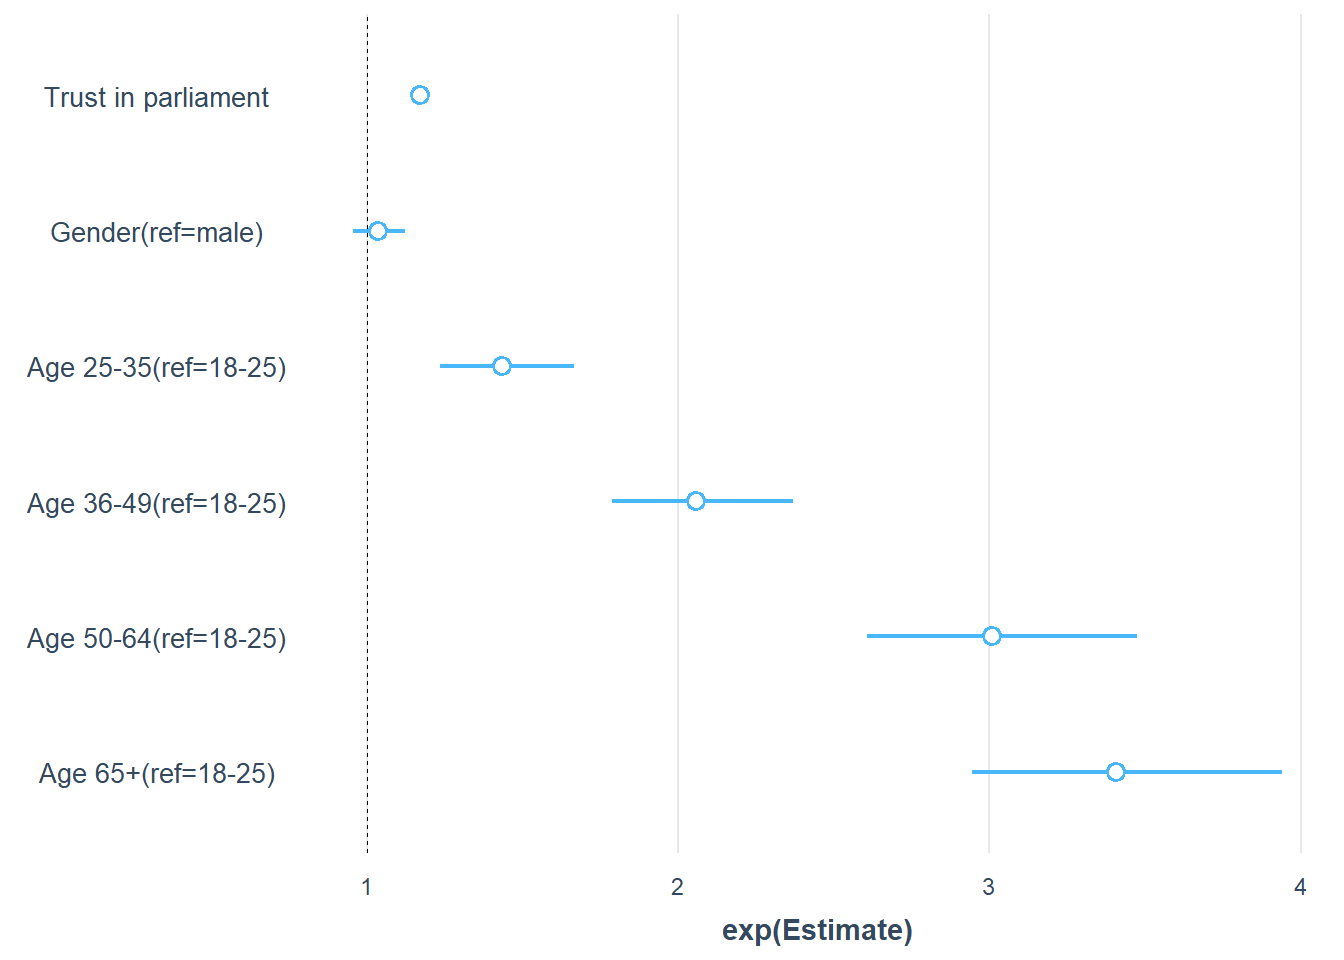 Trust in parliament
Gender(ref=male)
Age 25-35(ref=18-25)
Age 36-49(ref=18-25)
Age 50-64(ref=18-25)
Age 65+(ref=18-25)
1 2 3 4
exp(Estimate)